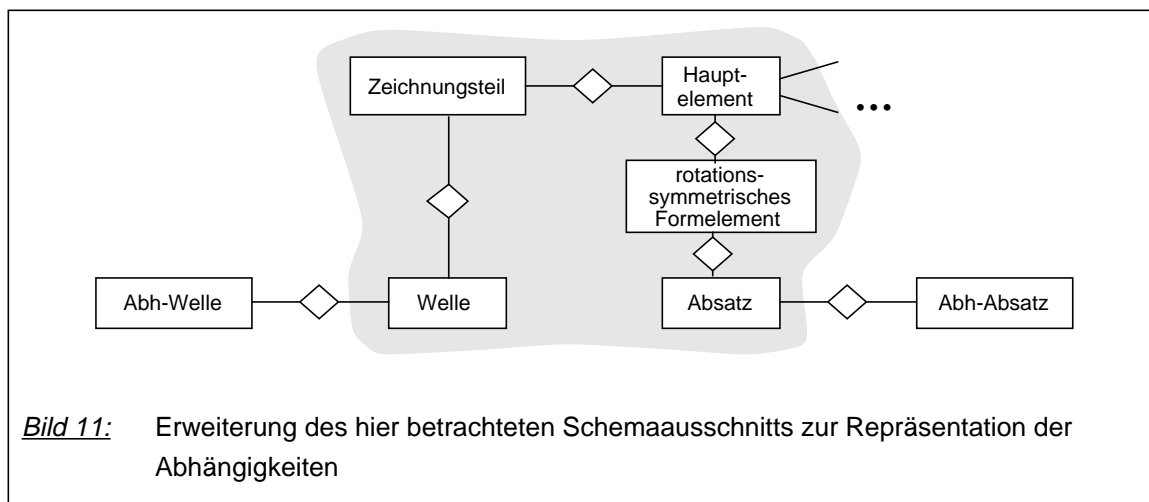 Zeichnungsteil
Haupt-
element
...
rotations-
symmetrisches
Formelement
Abh-Welle
Welle
Absatz
Abh-Absatz
Bild 11: Erweiterung des hier betrachteten Schemaausschnitts zur Repräsentation der
Abhängigkeiten